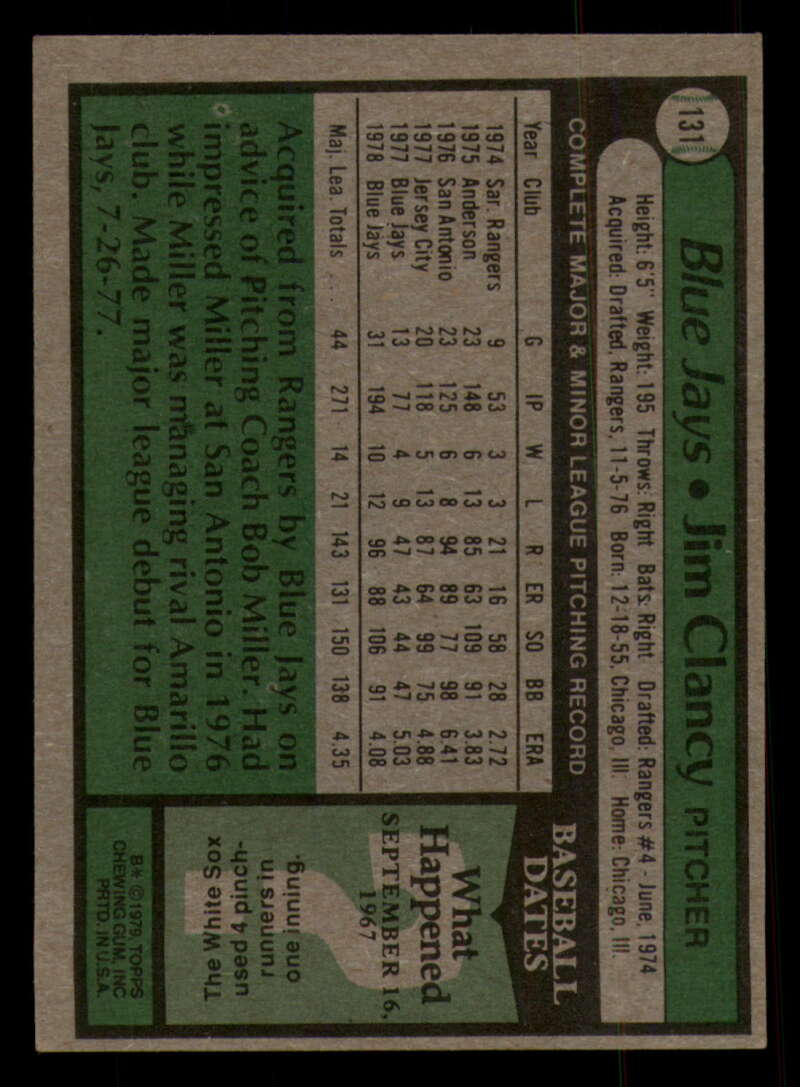 131
Blue Jays • Jim Clancy PITCHER
Height: 6'5" Weight: 195 Throws: Right Bats: Right Drafted: Rangers #4 - June, 1974
Acquired: Drafted, Rangers, 11-5-76 Born: 12-18-55, Chicago, Ill. Home: Chicago, Ill.
COMPLETE MAJOR & MINOR LEAGUE PITCHING RECORD
Year Club G IP W L R ER SO BB ERA
1974 Sar. Rangers 9 53 3 3 21 16 58 28 2.72
1975 Anderson 23 148 6 13 85 63 109 91 3.83
1976 San Antonio 23 125 6 8 94 89 77 98 6.41
1977 Jersey City 20 118 5 13 87 64 99 75 4.88
1977 Blue Jays 13 77 4 9 47 43 44 47 5.03
1978 Blue Jays 31 194 10 12 96 88 106 91 4.08
Maj. Lea. Totals .... 44 271 14 21 143 131 150 138 4.35
Acquired from Rangers by Blue Jays on
advice of Pitching Coach Bob Miller. Had
impressed Miller at San Antonio in 1976
while Miller was managing rival Amarillo
club. Made major league debut for Blue
Jays, 7-26-77.
BASEBALL
DATES
What
Happened
SEPTEMBER 16,
1967
The White Sox
used 4 pinch-
runners in
one inning.
B* © 1979 TOPPS
CHEWING GUM, INC
PRTD. IN U.S.A.